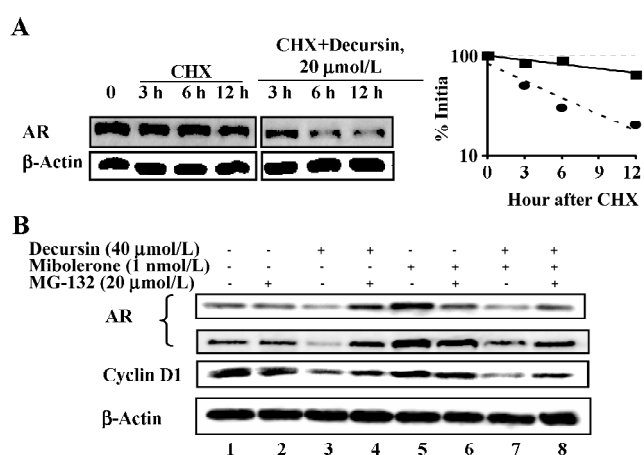 A
CHX
CHX+Decursin,
20 µmol/L
0 3 h 6 h 12 h 3 h 6 h 12 h
AR
β-Actin
% Initia
100
10
0 3 6 9 12
Hour after CHX
B
Decursin (40 µmol/L) - - + + - - + +
Mibolerone (1 nmol/L) - - - - + + + +
MG-132 (20 µmol/L) - + - + - + - +
AR
Cyclin D1
β-Actin
1 2 3 4 5 6 7 8